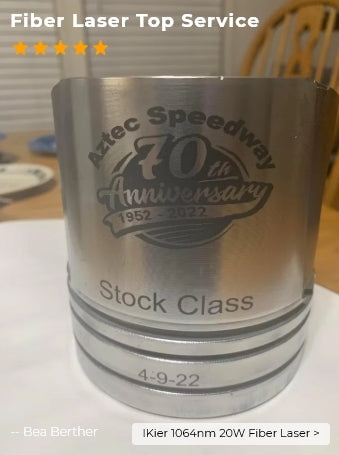 Fiber Laser Top Service
Aztec Speedway
70th
Anniversary
1952 - 2022
Stock Class
4-9-22
-- Bea Berther
IKier 1064nm 20W Fiber Laser >